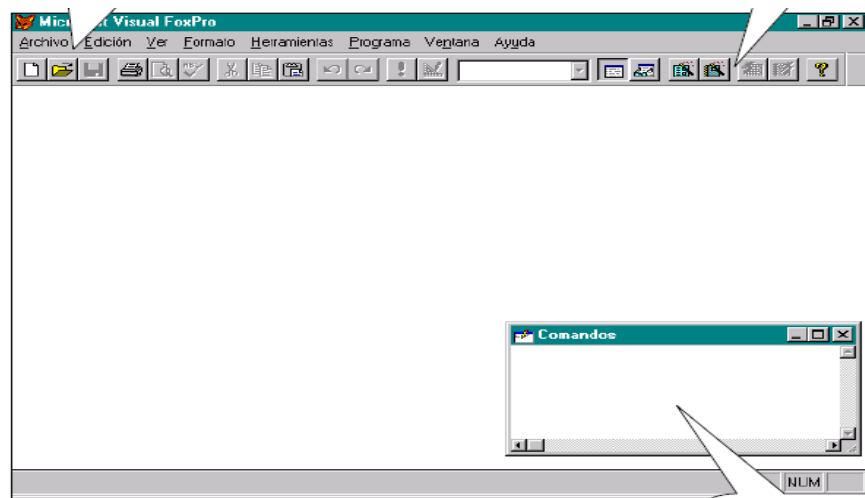 Visual FoxPro
Archivo Edición Ver Formato Herramientas Programa Ventana Ayuda
Comandos
NUM